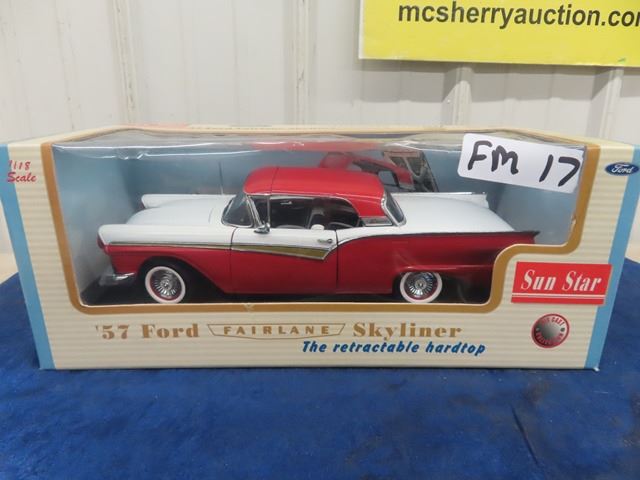 mcsherryauction.com
1:18
Scale
FM 17
Ford
Sun Star
'57 Ford FAIRLANE Skyliner
The retractable hardtop